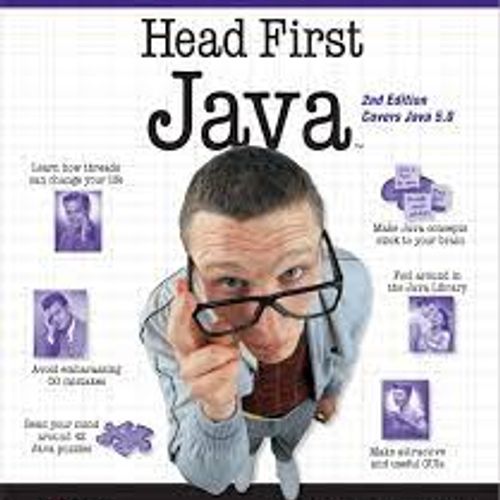 Head First
Java™
2nd Edition
Covers Java 5.0
Learn how threads
can change your life
Make Java concepts
stick to your brain
Fool around in
the Java Library
Avoid embarassing
OO mistakes
Bend your mind
around 42
Java puzzles
Make attractive
and useful GUIs